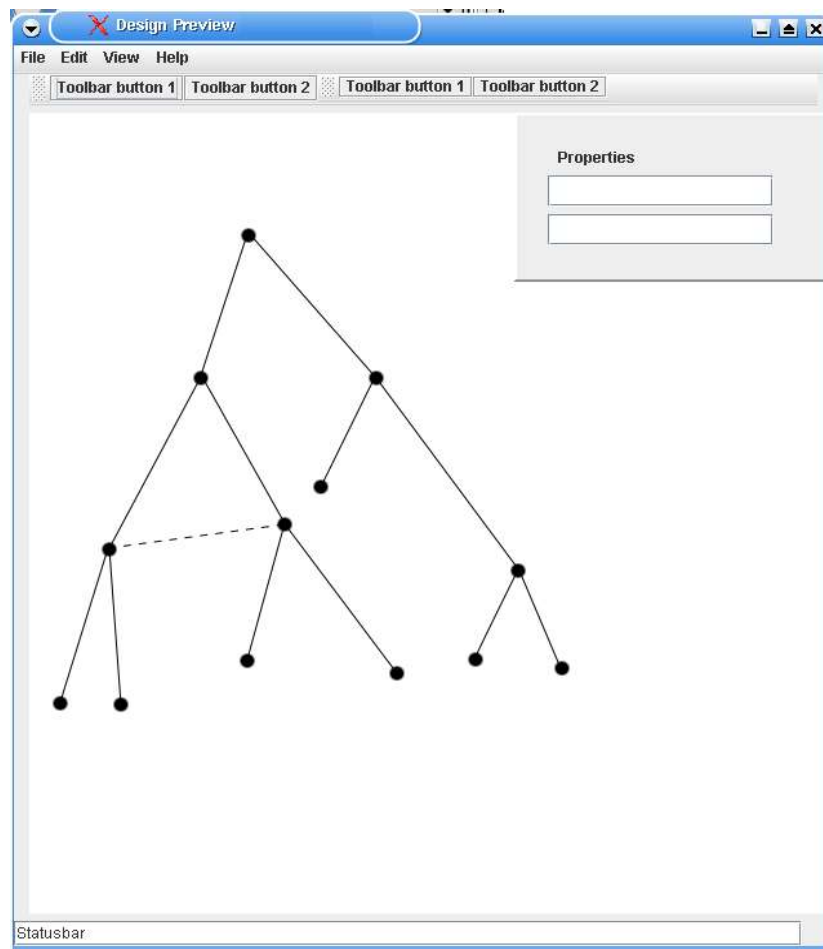 Design Preview
File Edit View Help
Toolbar button 1 Toolbar button 2 Toolbar button 1 Toolbar button 2
Properties
Statusbar